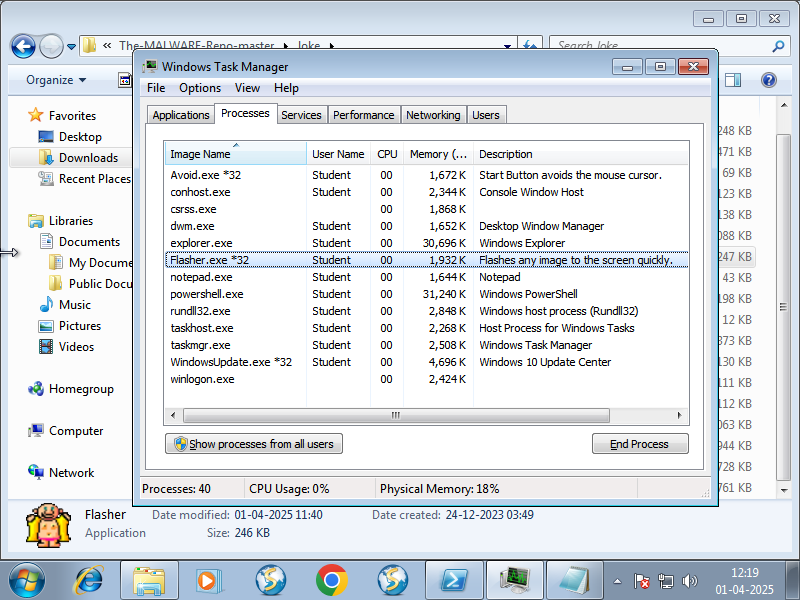 « The-MALWARE-Repo-master ▸ Joke ▸
Search Joke
Organize
Windows Task Manager
File Options View Help
Applications Processes Services Performance Networking Users
Image Name User Name CPU Memory (... Description
Avoid.exe *32 Student 00 1,672 K Start Button avoids the mouse cursor.
conhost.exe Student 00 2,344 K Console Window Host
csrss.exe 00 1,868 K
dwm.exe Student 00 1,652 K Desktop Window Manager
explorer.exe Student 00 30,696 K Windows Explorer
Flasher.exe *32 Student 00 1,932 K Flashes any image to the screen quickly.
notepad.exe Student 00 1,644 K Notepad
powershell.exe Student 00 31,240 K Windows PowerShell
rundll32.exe Student 00 2,848 K Windows host process (Rundll32)
taskhost.exe Student 00 2,268 K Host Process for Windows Tasks
taskmgr.exe Student 00 2,508 K Windows Task Manager
WindowsUpdate.exe *32 Student 00 4,696 K Windows 10 Update Center
winlogon.exe 00 2,424 K
Show processes from all users
End Process
Processes: 40 CPU Usage: 0% Physical Memory: 18%
Favorites
Desktop
Downloads
Recent Places
Libraries
Documents
My Docume
Public Docu
Music
Pictures
Videos
Homegroup
Computer
Network
248 KB
471 KB
69 KB
123 KB
138 KB
088 KB
247 KB
43 KB
198 KB
12 KB
373 KB
130 KB
111 KB
112 KB
063 KB
944 KB
728 KB
761 KB
Flasher Date modified: 01-04-2025 11:40 Date created: 24-12-2023 03:49
Application Size: 246 KB
12:19
01-04-2025